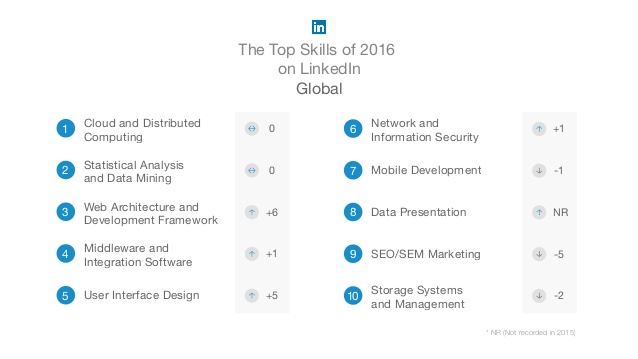 in
The Top Skills of 2016
on LinkedIn
Global
1 Cloud and Distributed
Computing
↔ 0
2 Statistical Analysis
and Data Mining
↔ 0
3 Web Architecture and
Development Framework
↑ +6
4 Middleware and
Integration Software
↑ +1
5 User Interface Design
↑ +5
6 Network and
Information Security
↑ +1
7 Mobile Development
↓ -1
8 Data Presentation
↑ NR
9 SEO/SEM Marketing
↓ -5
10 Storage Systems
and Management
↓ -2
* NR (Not recorded in 2015)